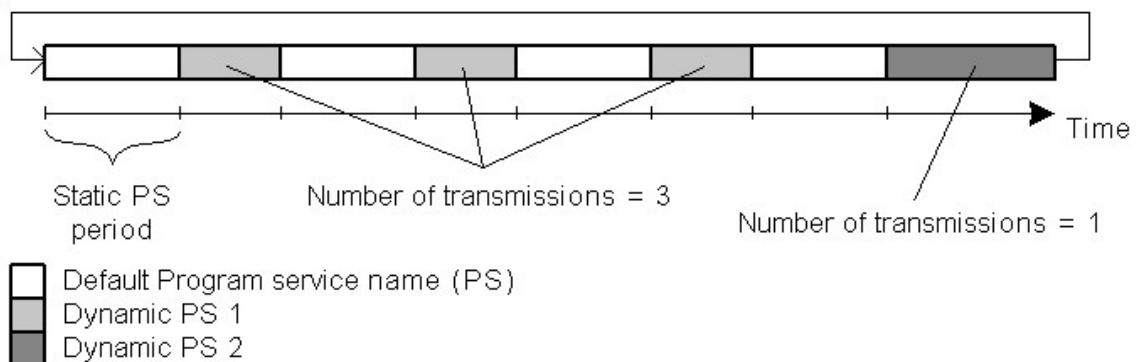 Time
Static PS
period
Number of transmissions = 3
Number of transmissions = 1
Default Program service name (PS)
Dynamic PS 1
Dynamic PS 2